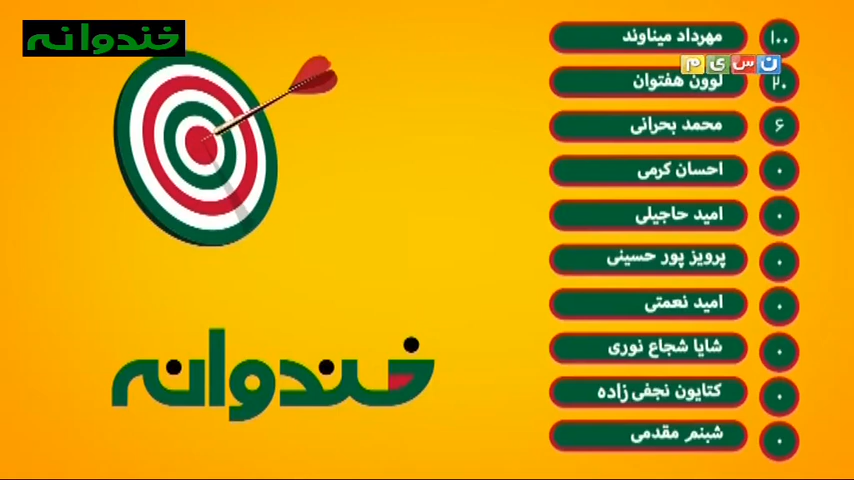 خندوانه
مهرداد میناوند ۱۰۰
نسیم
لوون هفتوان ۲۰
محمد بحرانی ۶
احسان کرمی ۰
امید حاجیلی ۰
پرویز پور حسینی ۰
امید نعمتی ۰
شایا شجاع نوری ۰
کتایون نجفی زاده ۰
شبنم مقدمی ۰
خندوانه